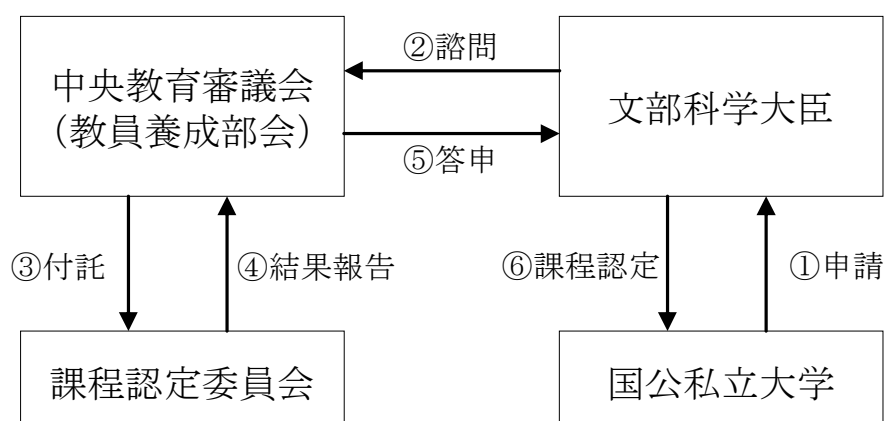 ②諮問
中央教育審議会
（教員養成部会）
文部科学大臣
⑤答申
③付託
④結果報告
⑥課程認定
①申請
課程認定委員会
国公私立大学